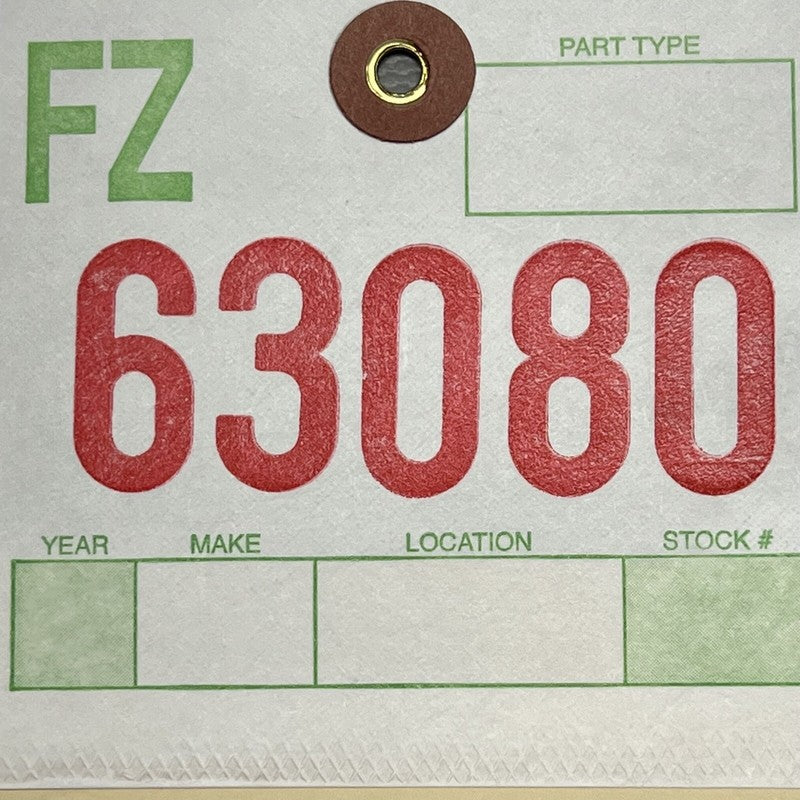 FZ
PART TYPE
63080
YEAR MAKE LOCATION STOCK #